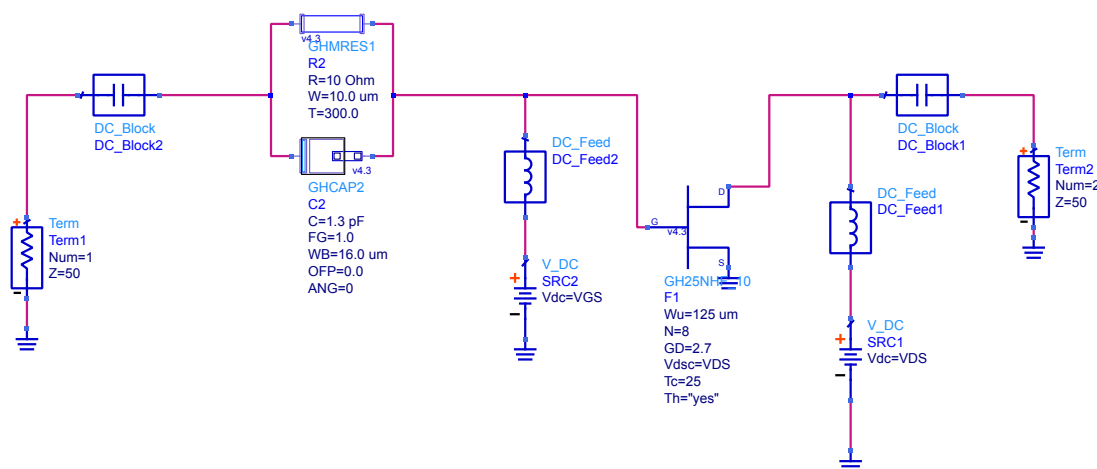 v4.3
GHMRES1
R2
R=10 Ohm
W=10.0 um
T=300.0
DC_Block
DC_Block2
v4.3
GHCAP2
C2
C=1.3 pF
FG=1.0
WB=16.0 um
OFP=0.0
ANG=0
+
Term
Term1
Num=1
Z=50
-
DC_Feed
DC_Feed2
+
V_DC
SRC2
Vdc=VGS
-
G
v4.3
D
S
F1
Wu=125 um
N=8
GD=2.7
Vdsc=VDS
Tc=25
Th="yes"
DC_Block
DC_Block1
DC_Feed
DC_Feed1
+
V_DC
SRC1
Vdc=VDS
-
+
Term
Term2
Num=2
Z=50
-